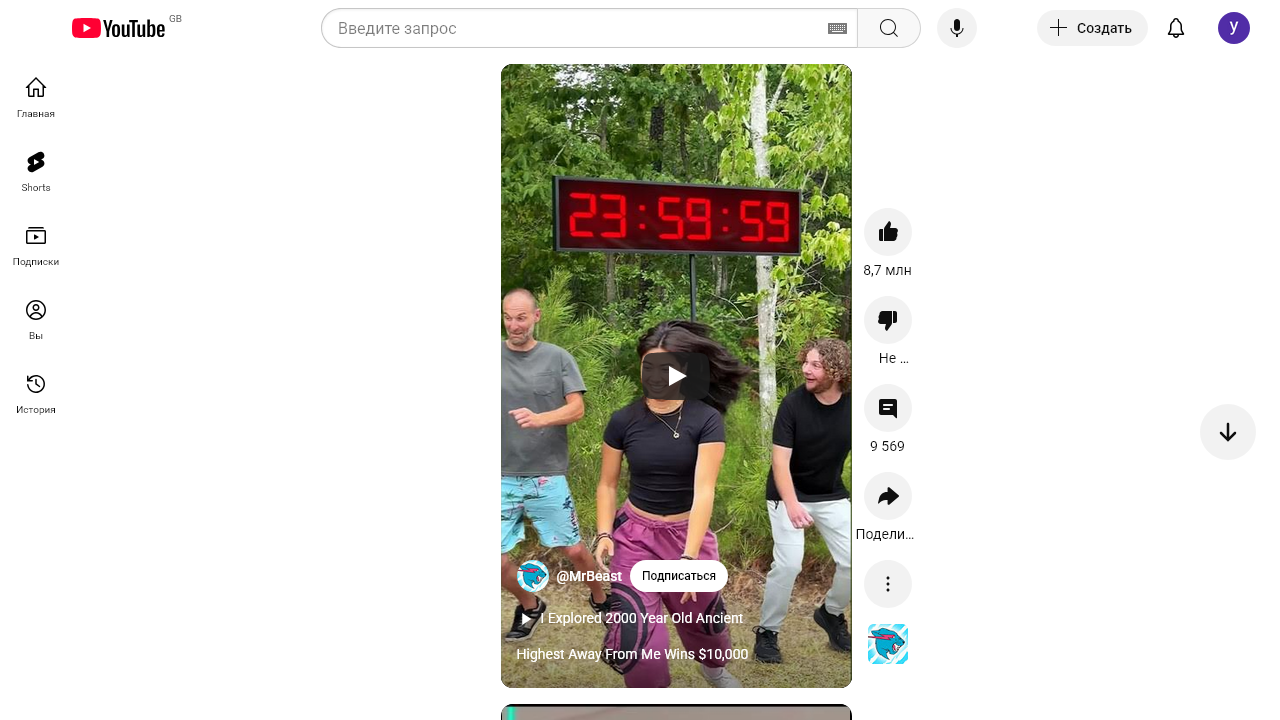 YouTube
GB
Введите запрос
Создать
У
Главная
Shorts
Подписки
Вы
История
23:59:59
8,7 млн
Не ...
9 569
Подели...
@MrBeast
Подписаться
I Explored 2000 Year Old Ancient
Highest Away From Me Wins $10,000